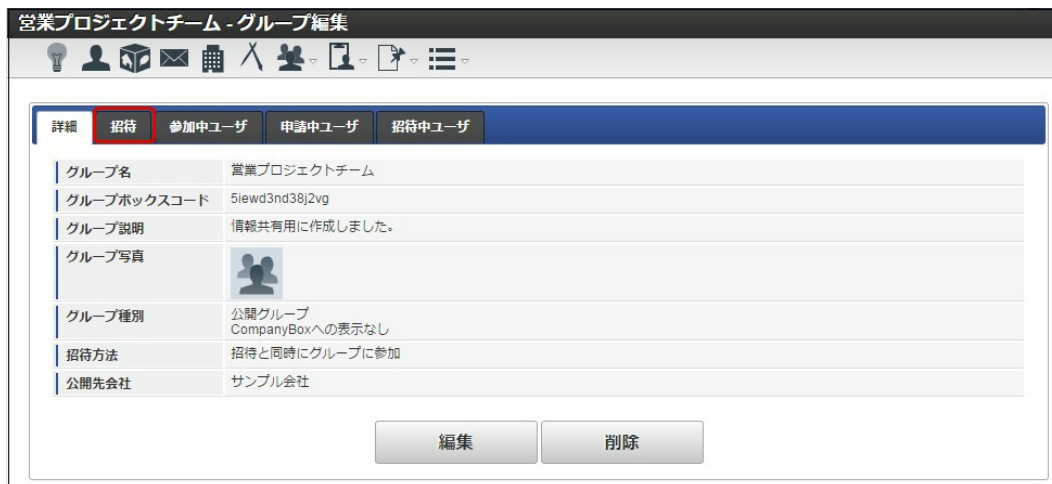 営業プロジェクトチーム - グループ編集
詳細 招待 参加中ユーザ 申請中ユーザ 招待中ユーザ
グループ名 営業プロジェクトチーム
グループボックスコード 5iewd3nd38j2vg
グループ説明 情報共有用に作成しました。
グループ写真
グループ種別 公開グループ
CompanyBoxへの表示なし
招待方法 招待と同時にグループに参加
公開先会社 サンプル会社
編集 削除